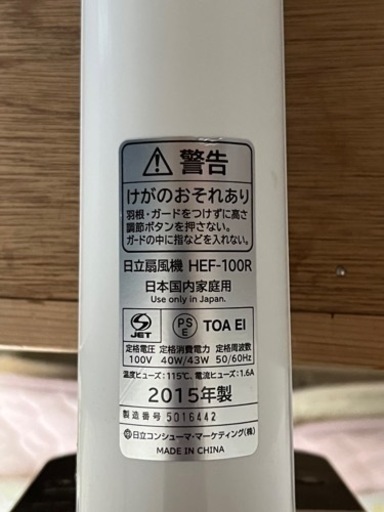 警告
けがのおそれあり
羽根・ガードをつけずに高さ
調節ボタンを押さない。
ガードの中に指などを入れない。
日立扇風機 HEF-100R
日本国内家庭用
Use only in Japan.
JET PSE TOA EI
定格電圧 定格消費電力 定格周波数
100V 40W/43W 50/60Hz
温度ヒューズ:115℃、電流ヒューズ:1.6A
2015年製
製造番号 5016442
日立コンシューマ・マーケティング(株)
MADE IN CHINA